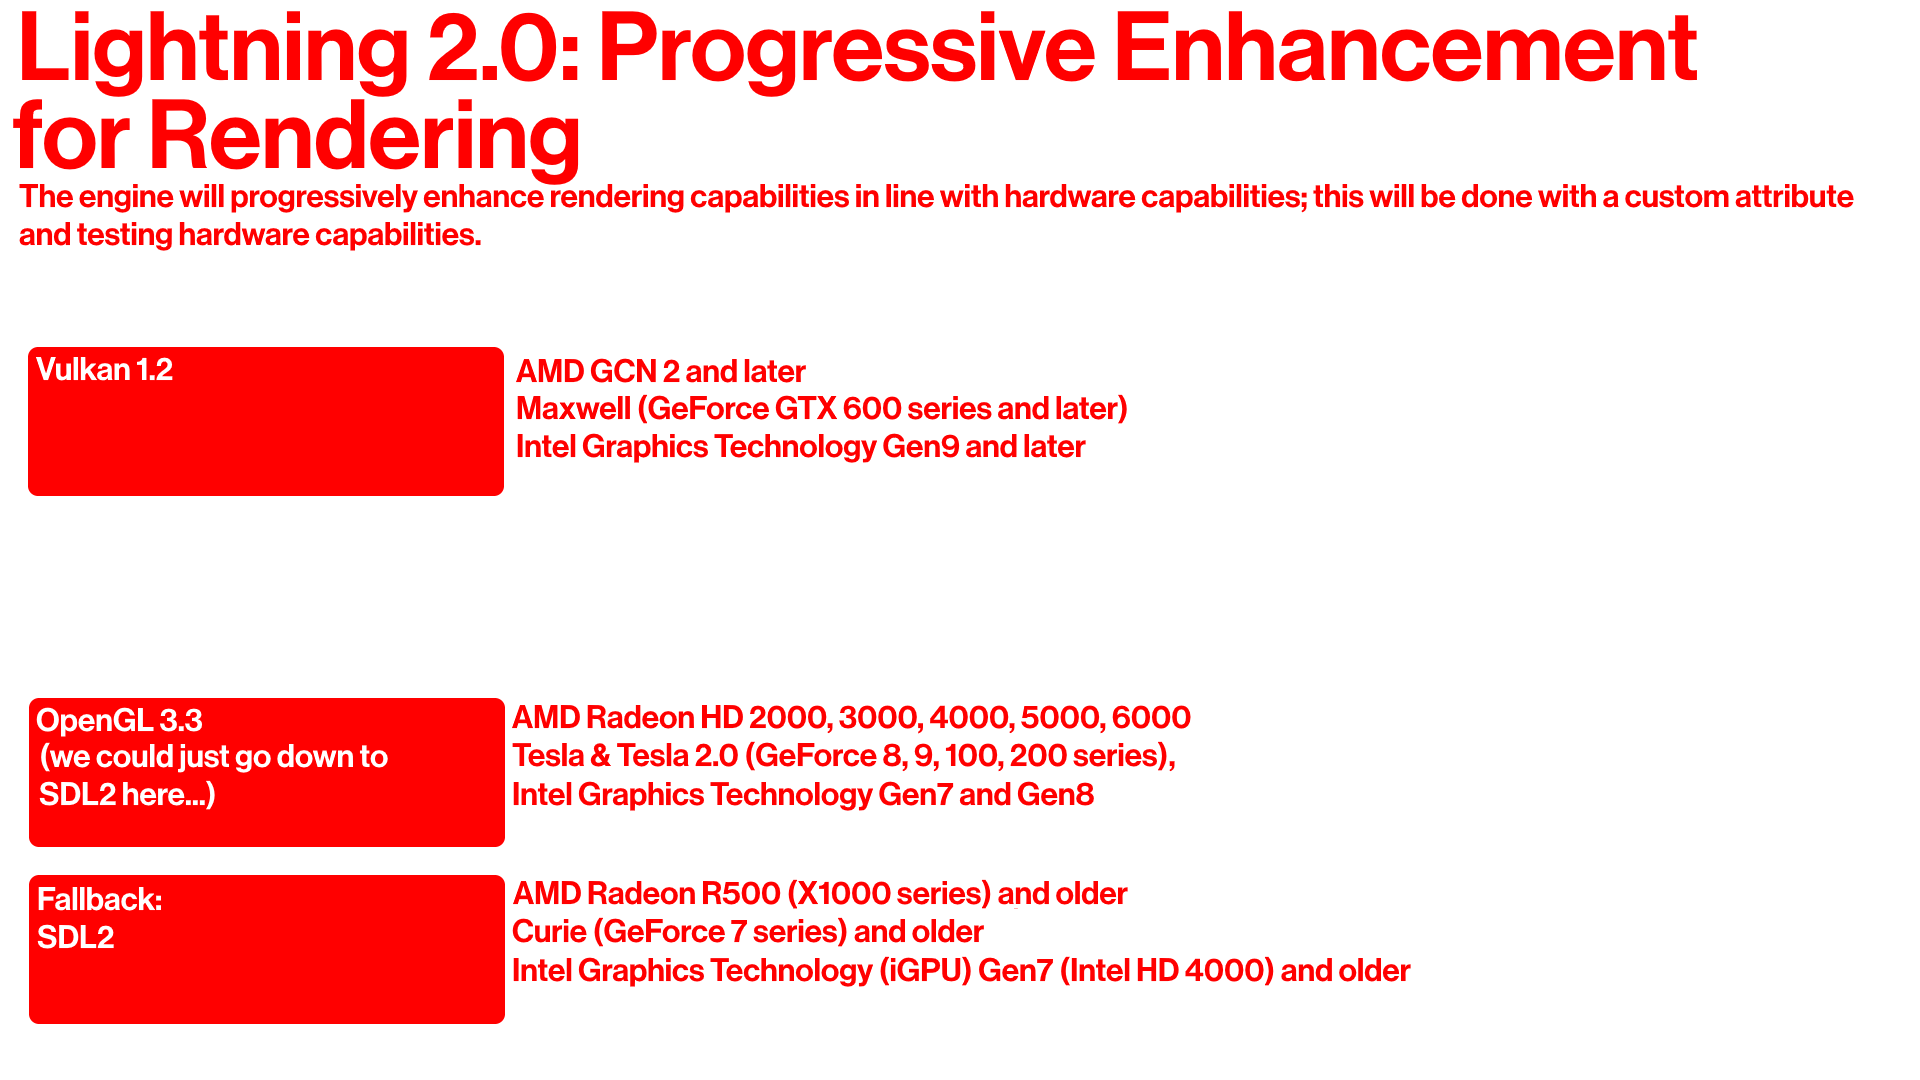 Lightning 2.0: Progressive Enhancement
for Rendering
The engine will progressively enhance rendering capabilities in line with hardware capabilities; this will be done with a custom attribute
and testing hardware capabilities.
Vulkan 1.2
AMD GCN 2 and later
Maxwell (GeForce GTX 600 series and later)
Intel Graphics Technology Gen9 and later
OpenGL 3.3
(we could just go down to
SDL2 here...)
AMD Radeon HD 2000, 3000, 4000, 5000, 6000
Tesla & Tesla 2.0 (GeForce 8, 9, 100, 200 series),
Intel Graphics Technology Gen7 and Gen8
Fallback:
SDL2
AMD Radeon R500 (X1000 series) and older
Curie (GeForce 7 series) and older
Intel Graphics Technology (iGPU) Gen7 (Intel HD 4000) and older